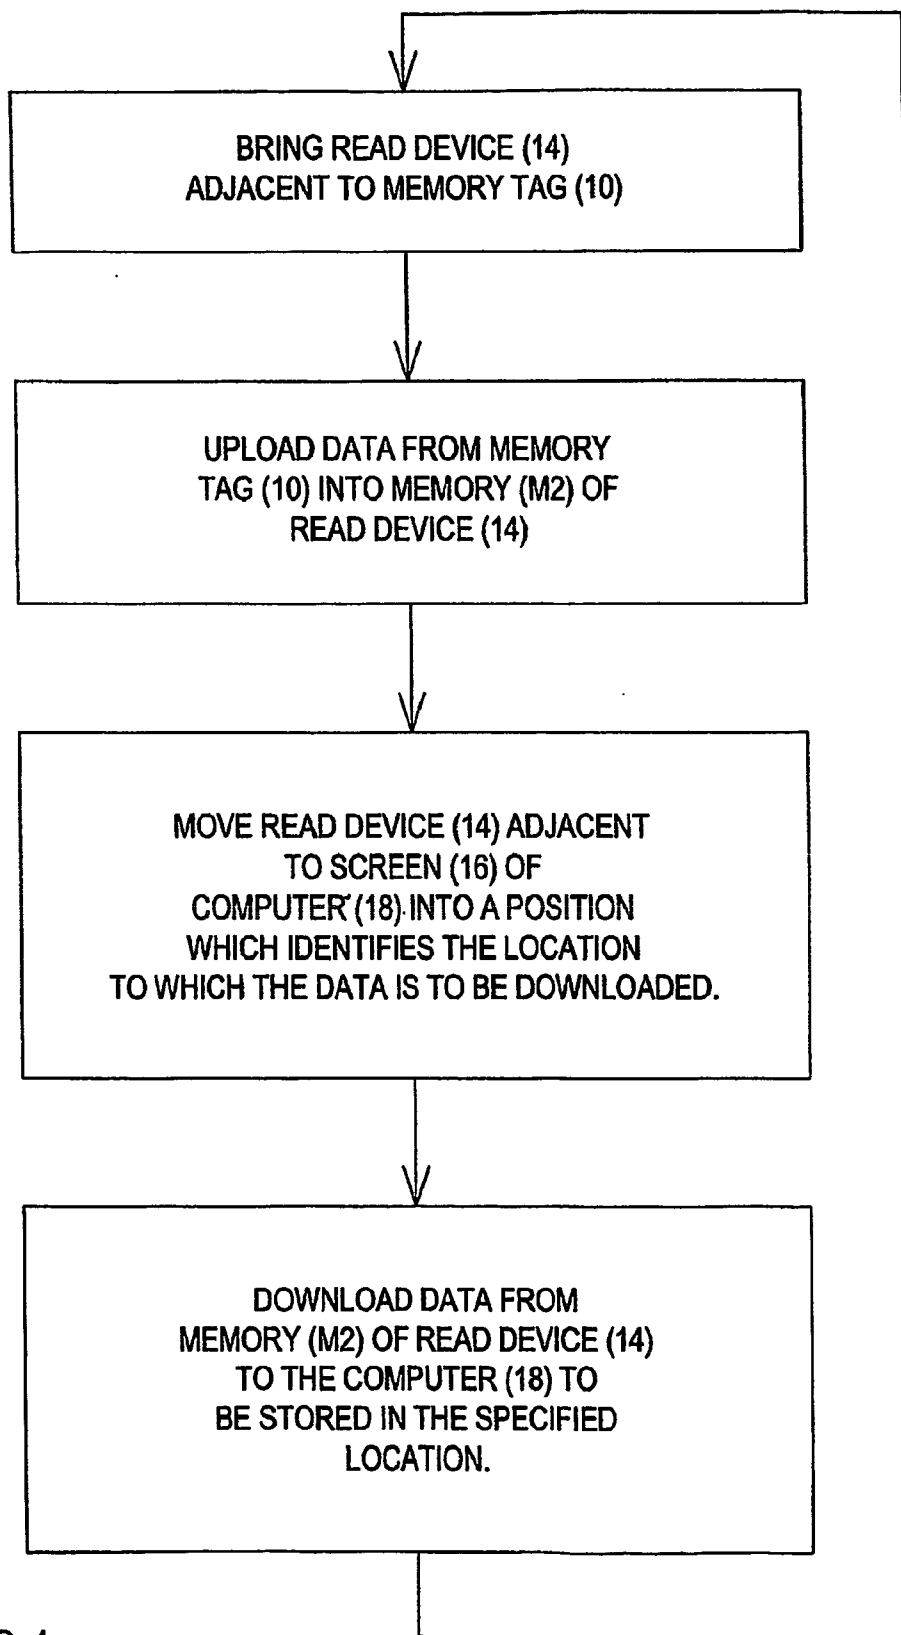 BRING READ DEVICE (14)
ADJACENT TO MEMORY TAG (10)
UPLOAD DATA FROM MEMORY
TAG (10) INTO MEMORY (M2) OF
READ DEVICE (14)
MOVE READ DEVICE (14) ADJACENT
TO SCREEN (16) OF
COMPUTER (18) INTO A POSITION
WHICH IDENTIFIES THE LOCATION
TO WHICH THE DATA IS TO BE DOWNLOADED.
DOWNLOAD DATA FROM
MEMORY (M2) OF READ DEVICE (14)
TO THE COMPUTER (18) TO
BE STORED IN THE SPECIFIED
LOCATION.